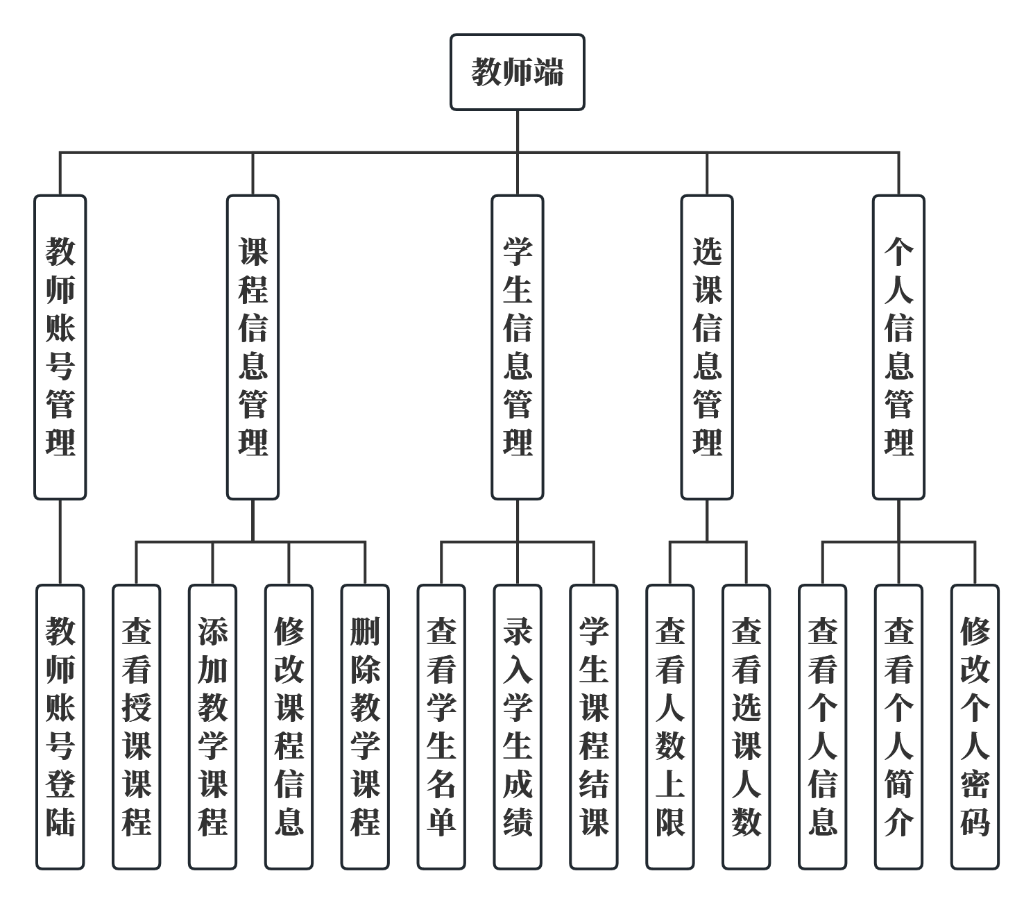 教师端
教师账号管理
课程信息管理
学生信息管理
选课信息管理
个人信息管理
教师账号登陆
查看授课课程
添加教学课程
修改课程信息
删除教学课程
查看学生名单
录入学生成绩
学生课程结课
查看人数上限
查看选课人数
查看个人信息
查看个人简介
修改个人密码